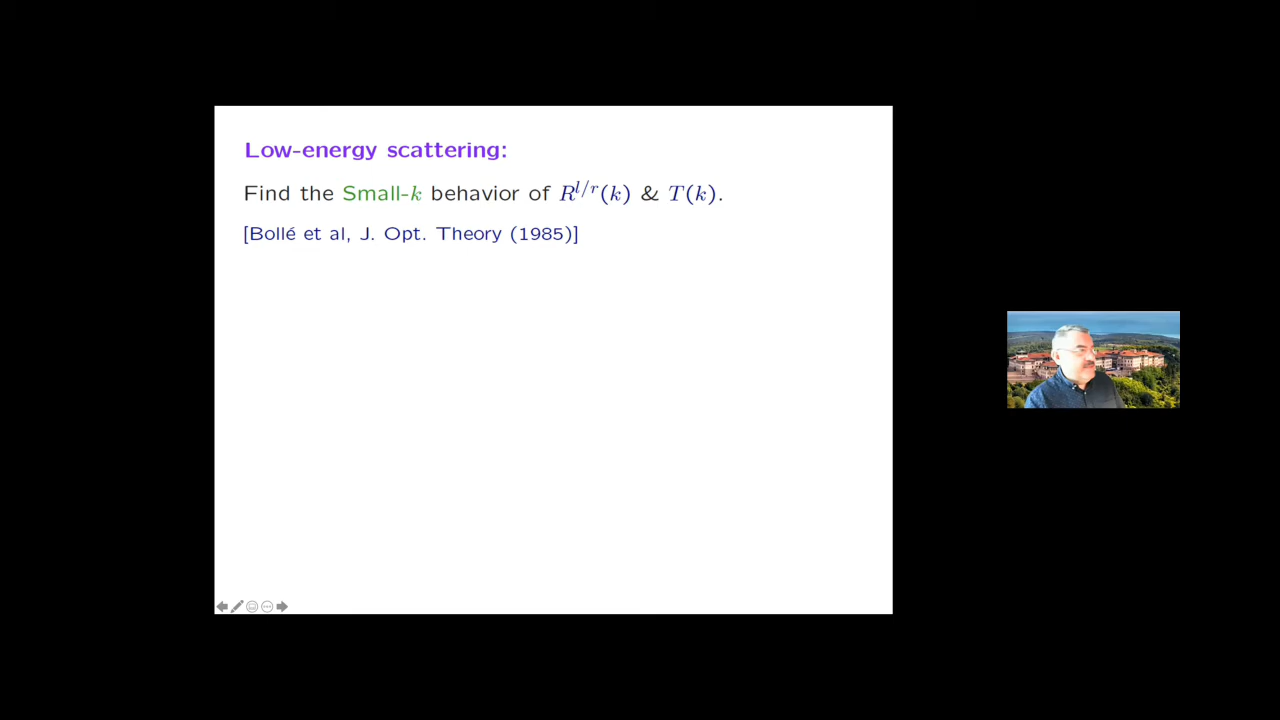 Low-energy scattering:
Find the Small-k behavior of R^{l/r}(k) & T(k).
[Bollé et al, J. Opt. Theory (1985)]